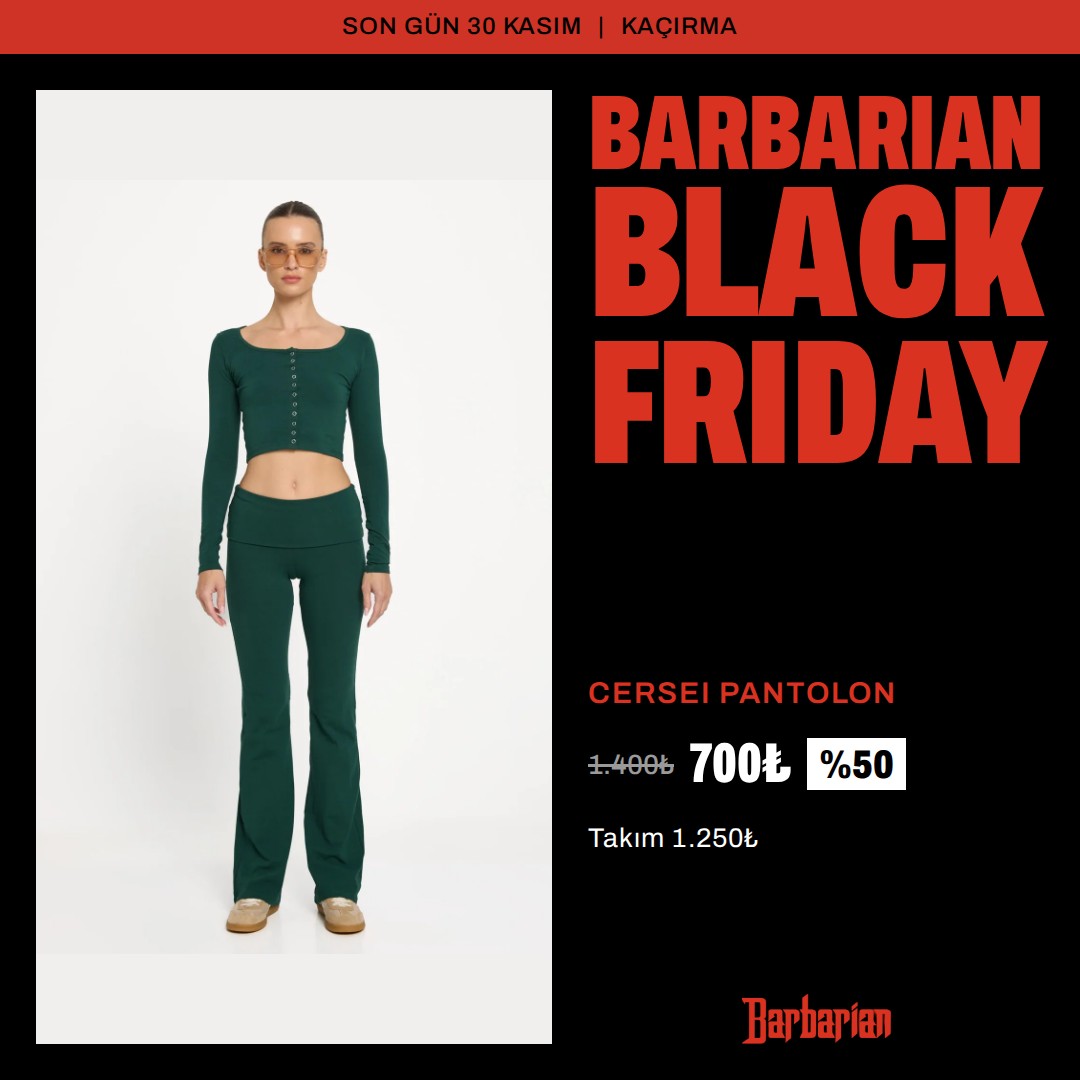 SON GÜN 30 KASIM | KAÇIRMA
BARBARIAN
BLACK
FRIDAY
CERSEI PANTOLON
1.400₺ 700₺ %50
Takım 1.250₺
Barbarian